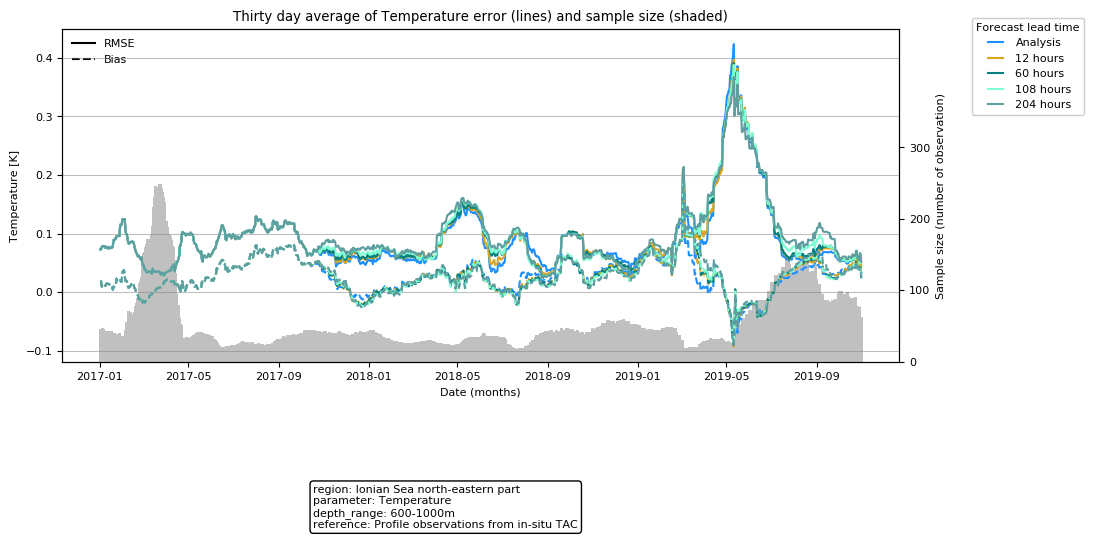 Thirty day average of Temperature error (lines) and sample size (shaded)
Forecast lead time
Analysis
12 hours
60 hours
108 hours
204 hours
RMSE
Bias
0.4
0.3
0.2
0.1
0.0
−0.1
Temperature [K]
300
200
100
0
Sample size (number of observation)
2017-01 2017-05 2017-09 2018-01 2018-05 2018-09 2019-01 2019-05 2019-09
Date (months)
region: Ionian Sea north-eastern part
parameter: Temperature
depth_range: 600-1000m
reference: Profile observations from in-situ TAC